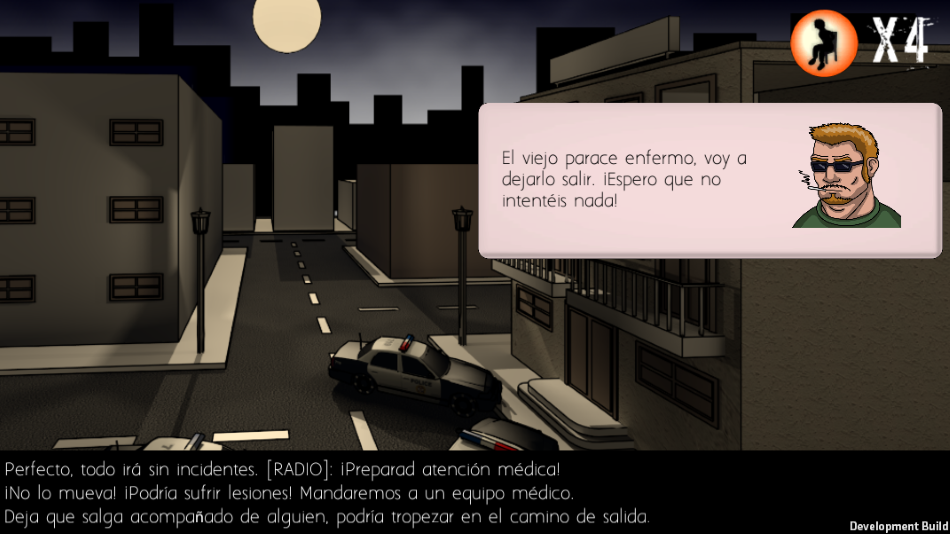 X4
El viejo parace enfermo, voy a
dejarlo salir. ¡Espero que no
intentéis nada!
POLICE
Perfecto, todo irá sin incidentes. [RADIO]: ¡Preparad atención médica!
¡No lo mueva! ¡Podría sufrir lesiones! Mandaremos a un equipo médico.
Deja que salga acompañado de alguien, podría tropezar en el camino de salida.
Development Build